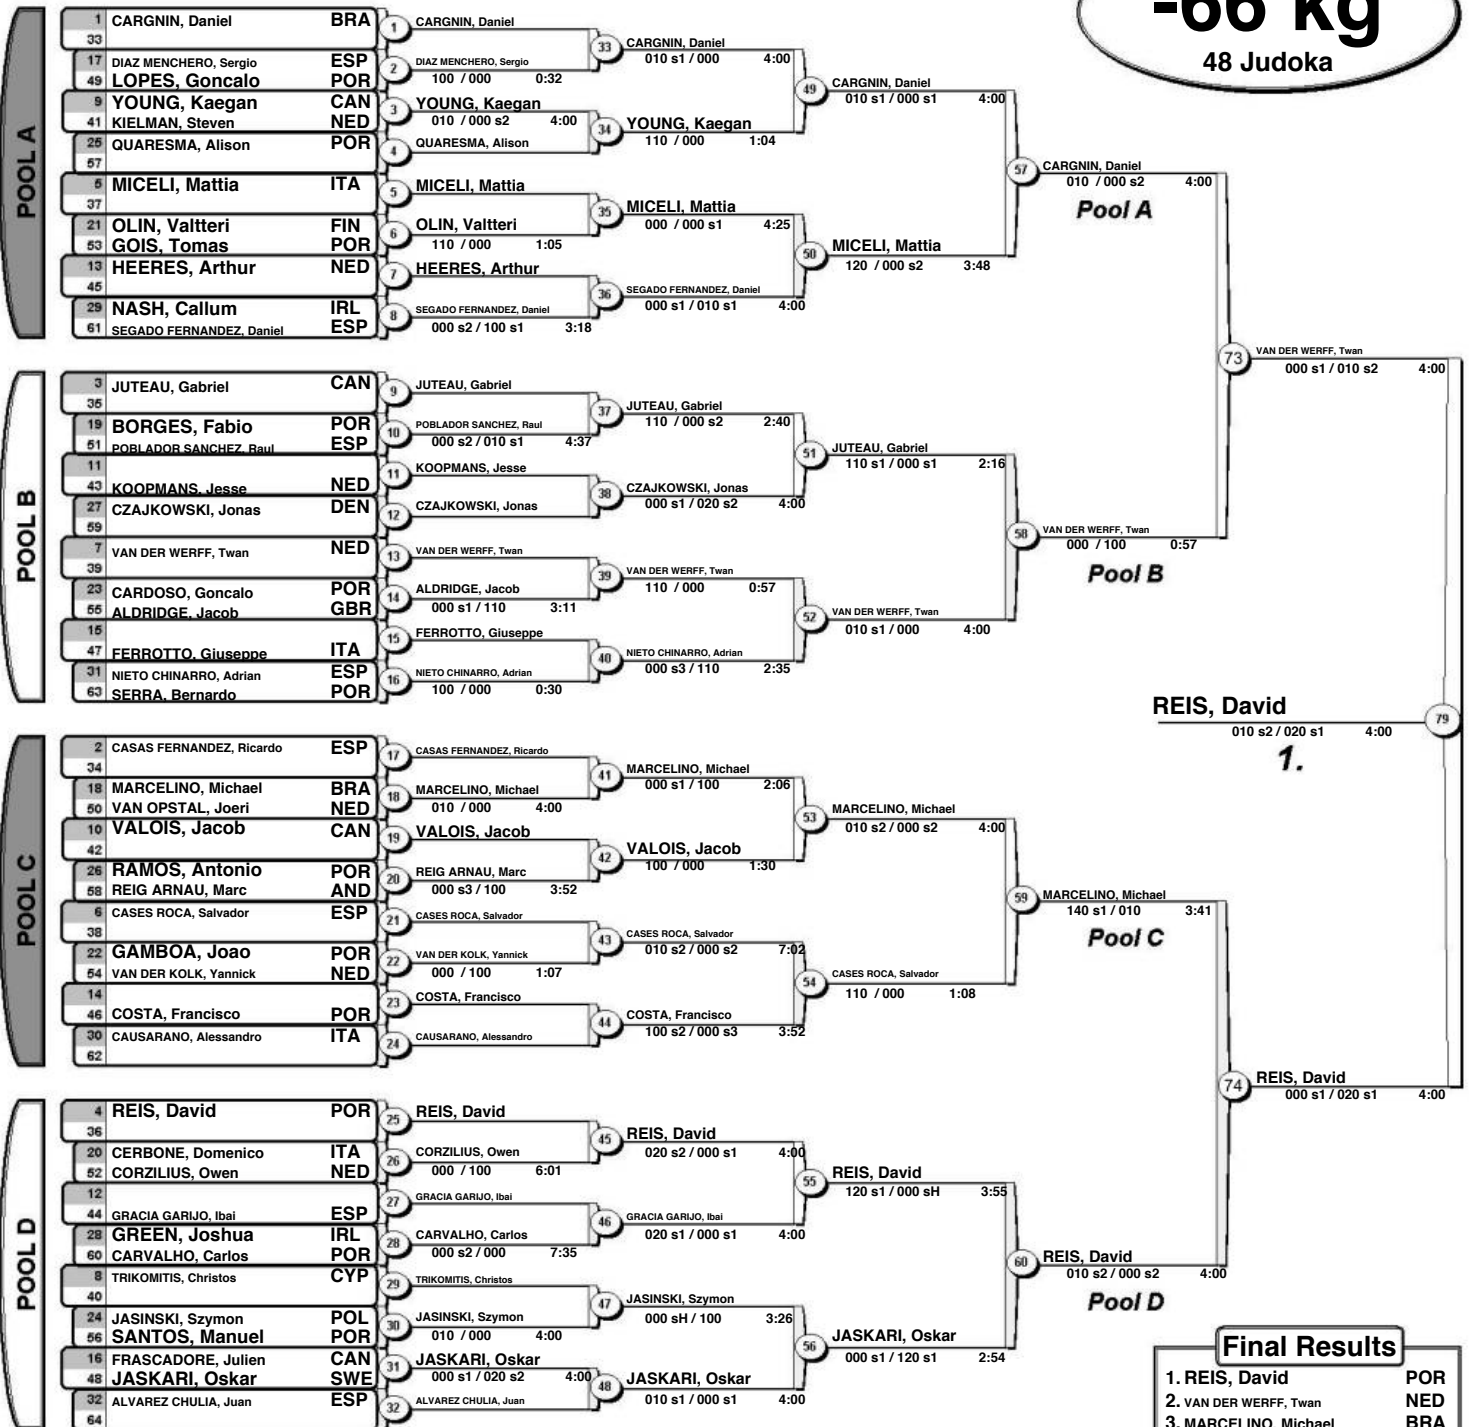 -66 kg
48 Judoka
POOL A
1 CARGNIN, Daniel BRA
33
17 DIAZ MENCHERO, Sergio ESP
49 LOPES, Goncalo POR
9 YOUNG, Kaegan CAN
41 KIELMAN, Steven NED
25 QUARESMA, Alison POR
57
5 MICELI, Mattia ITA
37
21 OLIN, Valtteri FIN
53 GOIS, Tomas POR
13 HEERES, Arthur NED
45
29 NASH, Callum IRL
61 SEGADO FERNANDEZ, Daniel ESP
1 CARGNIN, Daniel
2 DIAZ MENCHERO, Sergio
100 / 000 0:32
3 YOUNG, Kaegan
010 / 000 s2 4:00
4 QUARESMA, Alison
5 MICELI, Mattia
6 OLIN, Valtteri
110 / 000 1:05
7 HEERES, Arthur
8 SEGADO FERNANDEZ, Daniel
000 s2 / 100 s1 3:18
33 CARGNIN, Daniel
010 s1 / 000 4:00
34 YOUNG, Kaegan
110 / 000 1:04
35 MICELI, Mattia
000 / 000 s1 4:25
36 SEGADO FERNANDEZ, Daniel
000 s1 / 010 s1 4:00
49 CARGNIN, Daniel
010 s1 / 000 s1 4:00
50 MICELI, Mattia
120 / 000 s2 3:48
57 CARGNIN, Daniel
010 / 000 s2 4:00
Pool A
POOL B
3 JUTEAU, Gabriel CAN
35
19 BORGES, Fabio POR
51 POBLADOR SANCHEZ, Raul ESP
11
43 KOOPMANS, Jesse NED
27 CZAJKOWSKI, Jonas DEN
59
7 VAN DER WERFF, Twan NED
39
23 CARDOSO, Goncalo POR
55 ALDRIDGE, Jacob GBR
15
47 FERROTTO, Giuseppe ITA
31 NIETO CHINARRO, Adrian ESP
63 SERRA, Bernardo POR
9 JUTEAU, Gabriel
10 POBLADOR SANCHEZ, Raul
000 s2 / 010 s1 4:37
11 KOOPMANS, Jesse
12 CZAJKOWSKI, Jonas
13 VAN DER WERFF, Twan
14 ALDRIDGE, Jacob
000 s1 / 110 3:11
15 FERROTTO, Giuseppe
16 NIETO CHINARRO, Adrian
100 / 000 0:30
37 JUTEAU, Gabriel
110 / 000 s2 2:40
38 CZAJKOWSKI, Jonas
000 s1 / 020 s2 4:00
39 VAN DER WERFF, Twan
110 / 000 0:57
40 NIETO CHINARRO, Adrian
000 s3 / 110 2:35
51 JUTEAU, Gabriel
110 s1 / 000 s1 2:16
52 VAN DER WERFF, Twan
010 s1 / 000 4:00
58 VAN DER WERFF, Twan
000 / 100 0:57
Pool B
73 VAN DER WERFF, Twan
000 s1 / 010 s2 4:00
REIS, David 79
010 s2 / 020 s1 4:00
1.
POOL C
2 CASAS FERNANDEZ, Ricardo ESP
34
18 MARCELINO, Michael BRA
50 VAN OPSTAL, Joeri NED
10 VALOIS, Jacob CAN
42
26 RAMOS, Antonio POR
58 REIG ARNAU, Marc AND
6 CASES ROCA, Salvador ESP
38
22 GAMBOA, Joao POR
54 VAN DER KOLK, Yannick NED
14
46 COSTA, Francisco POR
30 CAUSARANO, Alessandro ITA
62
17 CASAS FERNANDEZ, Ricardo
18 MARCELINO, Michael
010 / 000 4:00
19 VALOIS, Jacob
20 REIG ARNAU, Marc
000 s3 / 100 3:52
21 CASES ROCA, Salvador
22 VAN DER KOLK, Yannick
000 / 100 1:07
23 COSTA, Francisco
24 CAUSARANO, Alessandro
41 MARCELINO, Michael
000 s1 / 100 2:06
42 VALOIS, Jacob
100 / 000 1:30
43 CASES ROCA, Salvador
010 s2 / 000 s2 7:02
44 COSTA, Francisco
100 s2 / 000 s3 3:52
53 MARCELINO, Michael
010 s2 / 000 s2 4:00
54 CASES ROCA, Salvador
110 / 000 1:08
59 MARCELINO, Michael
140 s1 / 010 3:41
Pool C
POOL D
4 REIS, David POR
36
20 CERBONE, Domenico ITA
52 CORZILIUS, Owen NED
12
44 GRACIA GARIJO, Ibai ESP
28 GREEN, Joshua IRL
60 CARVALHO, Carlos POR
8 TRIKOMITIS, Christos CYP
40
24 JASINSKI, Szymon POL
56 SANTOS, Manuel POR
16 FRASCADORE, Julien CAN
48 JASKARI, Oskar SWE
32 ALVAREZ CHULIA, Juan ESP
64
25 REIS, David
26 CORZILIUS, Owen
000 / 100 6:01
27 GRACIA GARIJO, Ibai
28 CARVALHO, Carlos
000 s2 / 000 7:35
29 TRIKOMITIS, Christos
30 JASINSKI, Szymon
010 / 000 4:00
31 JASKARI, Oskar
000 s1 / 020 s2 4:00
32 ALVAREZ CHULIA, Juan
45 REIS, David
020 s2 / 000 s1 4:00
46 GRACIA GARIJO, Ibai
020 s1 / 000 s1 4:00
47 JASINSKI, Szymon
000 sH / 100 3:26
48 JASKARI, Oskar
010 s1 / 000 s1 4:00
55 REIS, David
120 s1 / 000 sH 3:55
56 JASKARI, Oskar
000 s1 / 120 s1 2:54
60 REIS, David
010 s2 / 000 s2 4:00
Pool D
74 REIS, David
000 s1 / 020 s1 4:00
Final Results
1. REIS, David POR
2. VAN DER WERFF, Twan NED
3. MARCELINO, Michael BRA